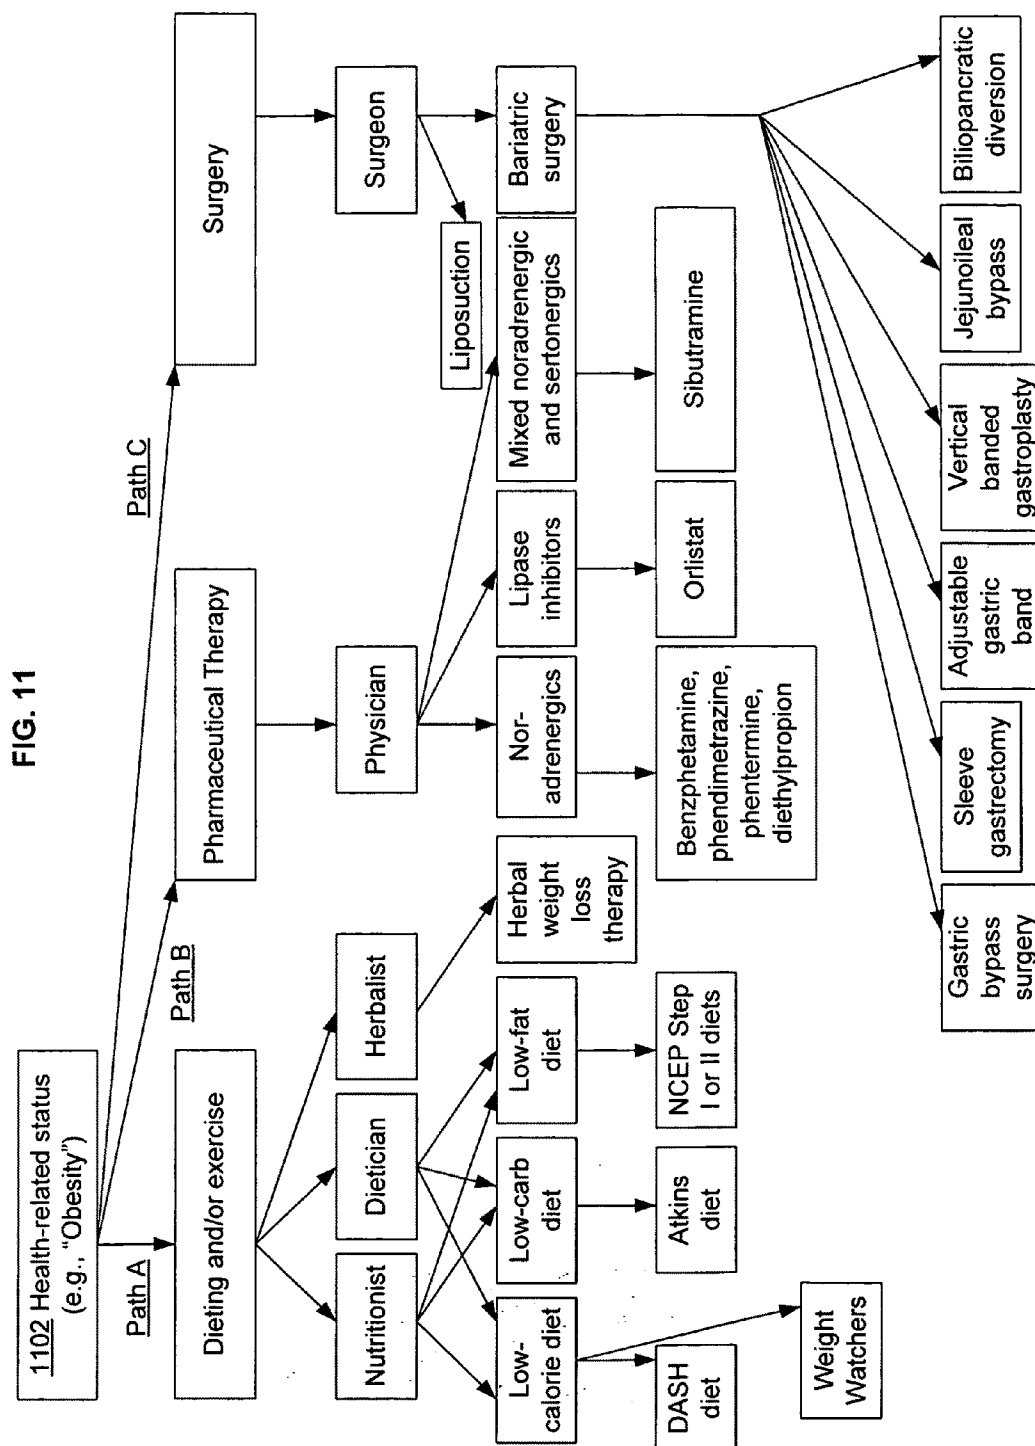 FIG. 11
1102 Health-related status
(e.g., “Obesity”)
Path A
Path B
Path C
Dieting and/or exercise
Pharmaceutical Therapy
Surgery
Nutritionist
Dietician
Herbalist
Physician
Surgeon
Liposuction
Low-
calorie diet
Low-carb
diet
Low-fat
diet
Herbal
weight
loss
therapy
Nor-
adrenergics
Lipase
inhibitors
Mixed noradrenergic
and sertonergics
Bariatric
surgery
DASH
diet
Atkins
diet
NCEP Step
I or II diets
Benzphetamine,
phendimetrazine,
phentermine,
diethylpropion
Orlistat
Sibutramine
Weight
Watchers
Gastric
bypass
surgery
Sleeve
gastrectomy
Adjustable
gastric
band
Vertical
banded
gastroplasty
Jejunoileal
bypass
Biliopancratic
diversion